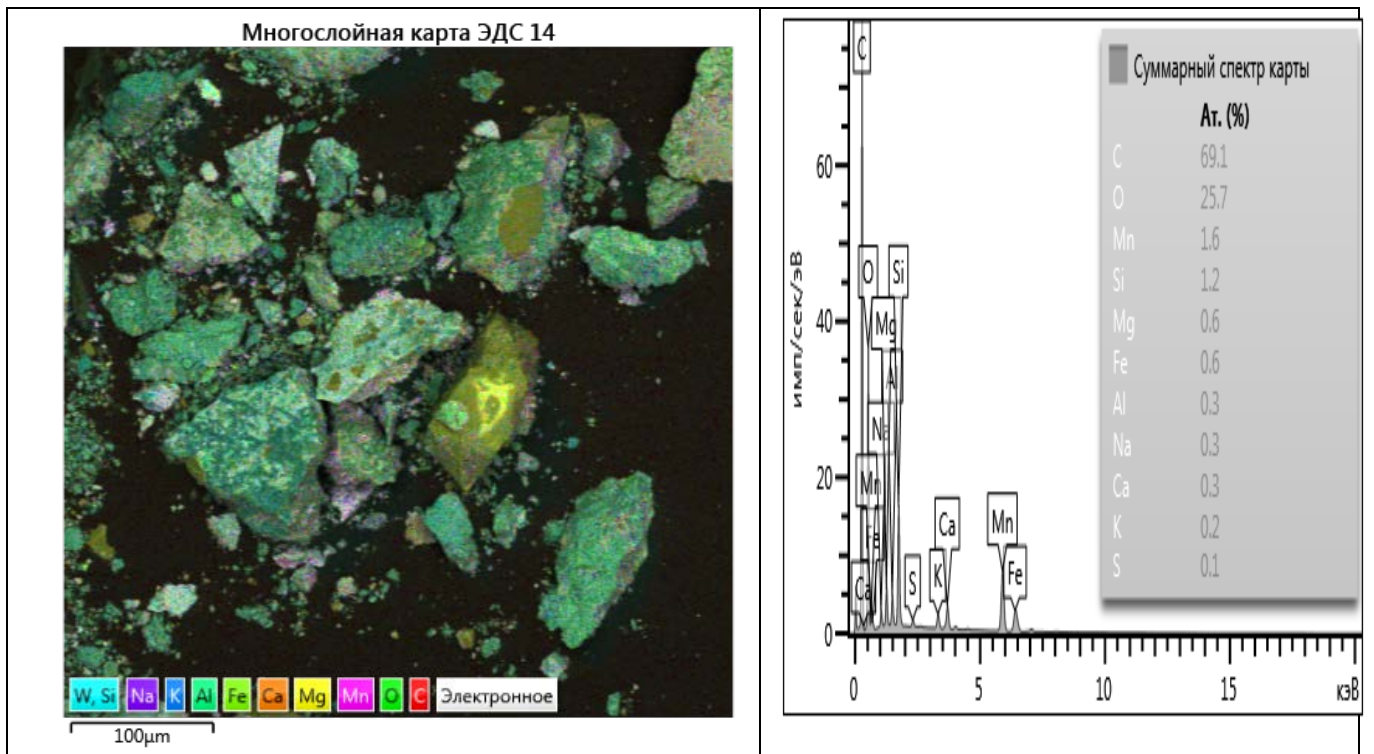 Многослойная карта ЭДС 14
W, Si Na K Al Fe Ca Mg Mn O C Электронное
100µm
имп/сек/эВ
60
40
20
0
C
O Si
Mg
A
Na
Mn
Fe
Ca
S
K
Ca
Mn
Fe
0 5 10 15 кэВ
Суммарный спектр карты
Ат. (%)
C 69.1
O 25.7
Mn 1.6
Si 1.2
Mg 0.6
Fe 0.6
Al 0.3
Na 0.3
Ca 0.3
K 0.2
S 0.1